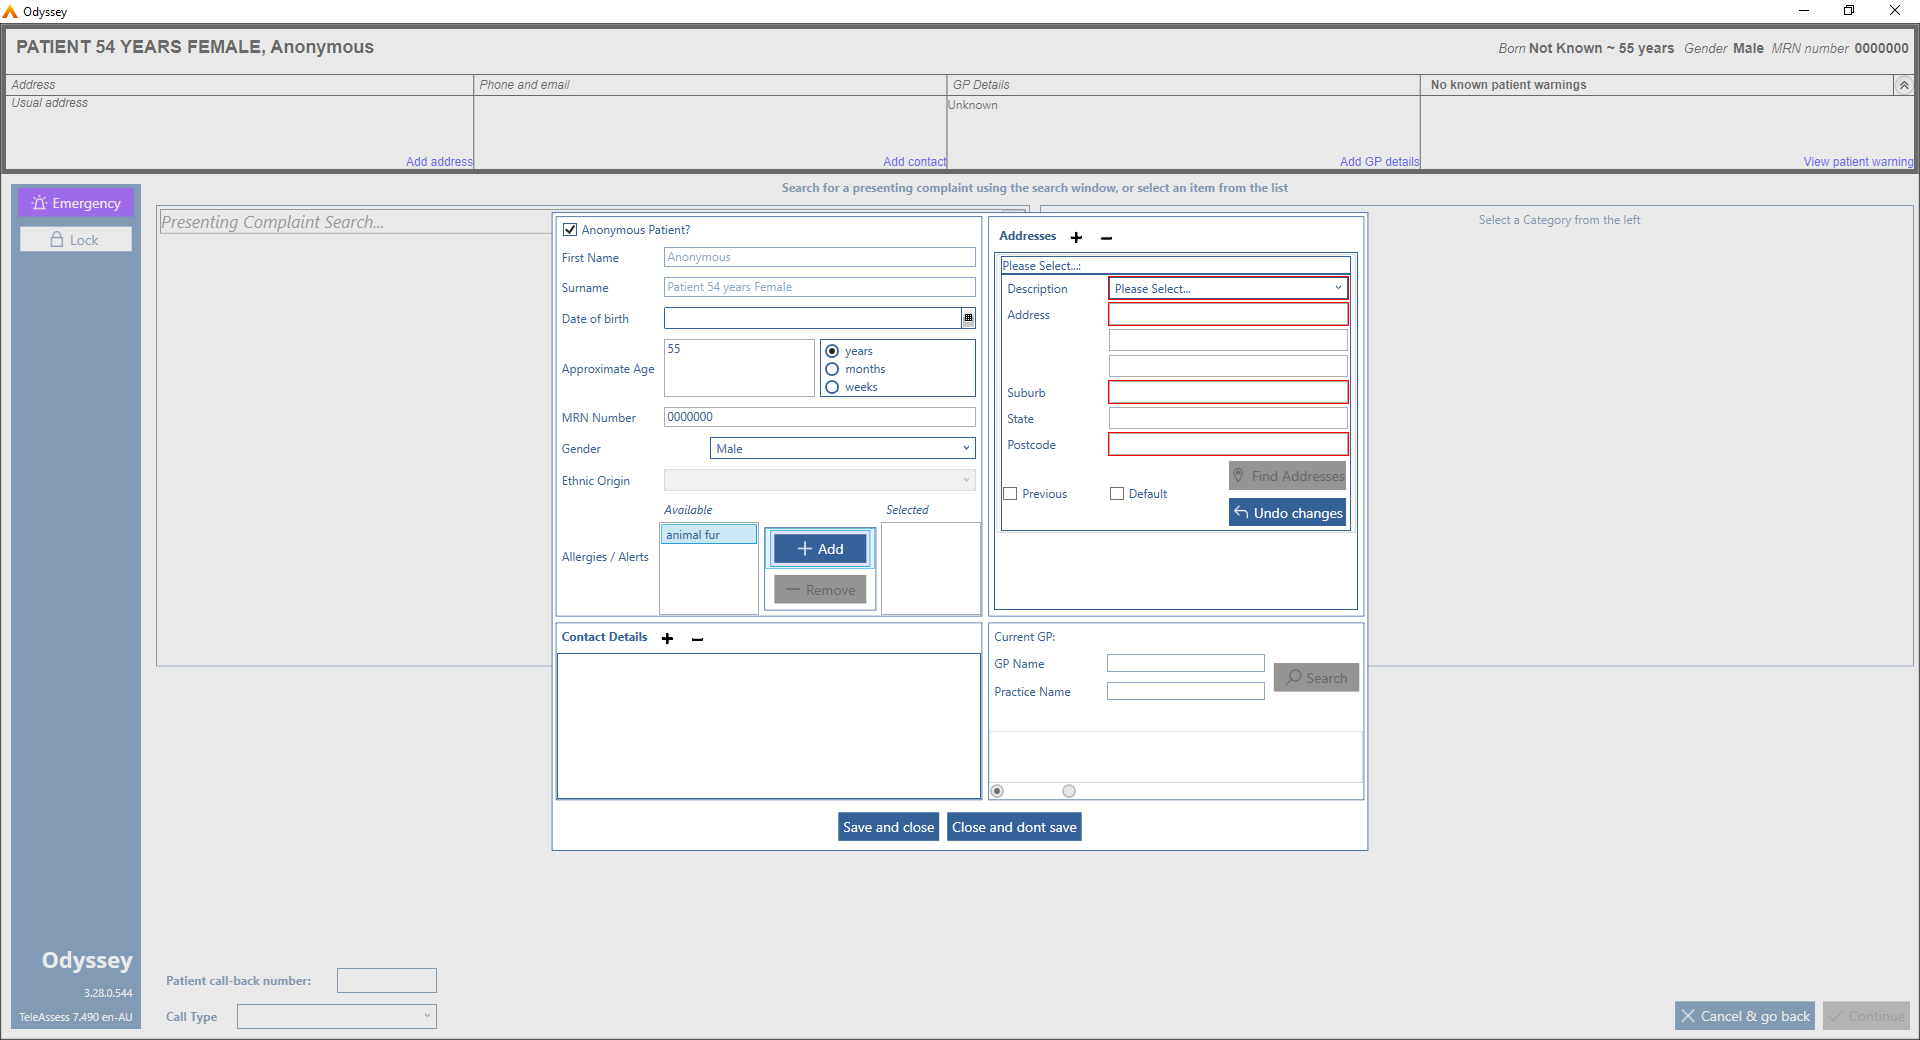 Odyssey
PATIENT 54 YEARS FEMALE, Anonymous
Born Not Known ~ 55 years Gender Male MRN number 0000000
Address
Phone and email
GP Details
No known patient warnings
Usual address
Unknown
Add address
Add contact
Add GP details
View patient warning
Emergency
Lock
Search for a presenting complaint using the search window, or select an item from the list
Presenting Complaint Search...
Select a Category from the left
Anonymous Patient?
First Name Anonymous
Surname Patient 54 years Female
Date of birth
Approximate Age 55
years
months
weeks
MRN Number 0000000
Gender Male
Ethnic Origin
Available Selected
animal fur
Allergies / Alerts
Add
Remove
Addresses
Please Select...:
Description Please Select...
Address
Suburb
State
Postcode
Find Addresses
Previous Default
Undo changes
Contact Details
Current GP:
GP Name
Practice Name
Search
Save and close Close and dont save
Odyssey
3.28.0.544
TeleAssess 7.490 en-AU
Patient call-back number:
Call Type
Cancel & go back
Continue